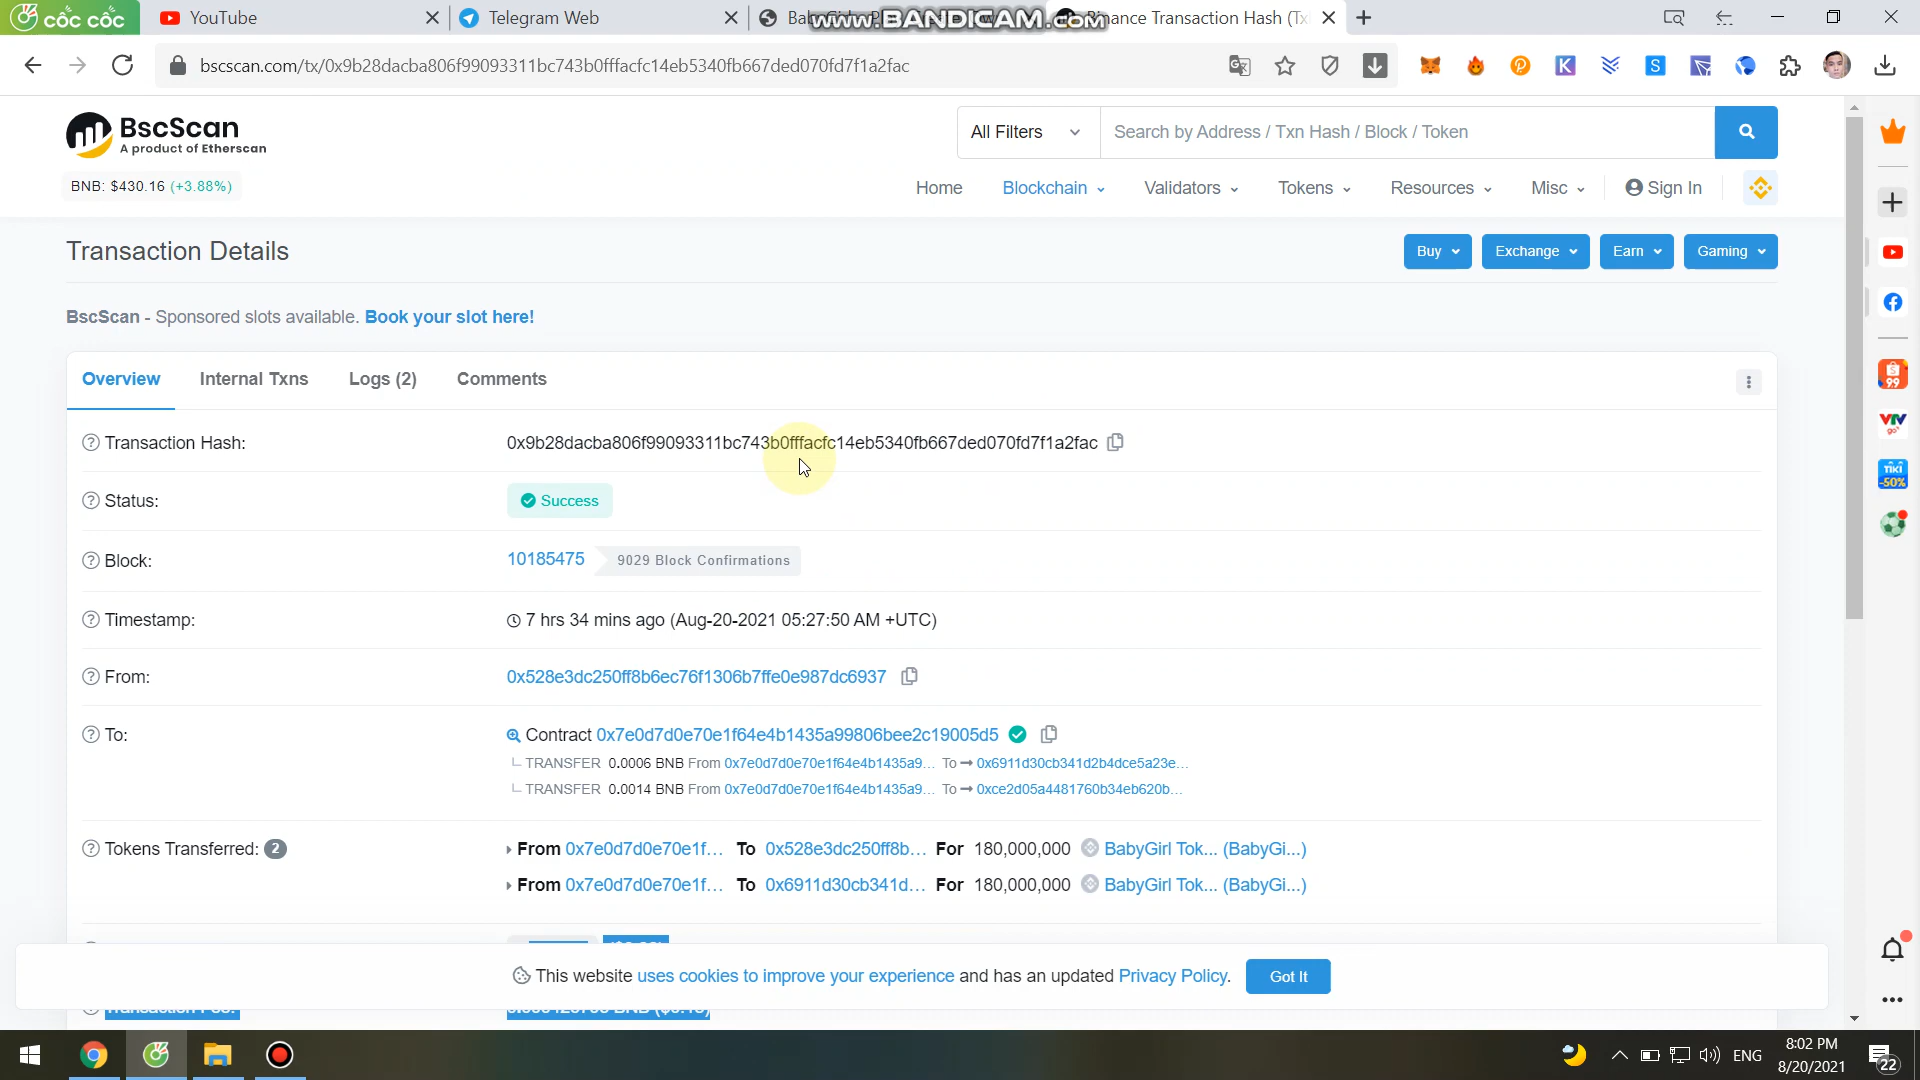 cốc cốc
YouTube
Telegram Web
www.BANDICAM.com
Binance Transaction Hash (Tx
bscscan.com/tx/0x9b28dacba806f99093311bc743b0fffacfc14eb5340fb667ded070fd7f1a2fac
BscScan
A product of Etherscan
All Filters
Search by Address / Txn Hash / Block / Token
BNB: $430.16 (+3.88%)
Home
Blockchain
Validators
Tokens
Resources
Misc
Sign In
Transaction Details
Buy
Exchange
Earn
Gaming
BscScan - Sponsored slots available. Book your slot here!
Overview
Internal Txns
Logs (2)
Comments
Transaction Hash:
0x9b28dacba806f99093311bc743b0fffacfc14eb5340fb667ded070fd7f1a2fac
Status:
Success
Block:
10185475
9029 Block Confirmations
Timestamp:
7 hrs 34 mins ago (Aug-20-2021 05:27:50 AM +UTC)
From:
0x528e3dc250ff8b6ec76f1306b7ffe0e987dc6937
To:
Contract 0x7e0d7d0e70e1f64e4b1435a99806bee2c19005d5
TRANSFER 0.0006 BNB From 0x7e0d7d0e70e1f64e4b1435a9... To → 0x6911d30cb341d2b4dce5a23e...
TRANSFER 0.0014 BNB From 0x7e0d7d0e70e1f64e4b1435a9... To → 0xce2d05a4481760b34eb620b...
Tokens Transferred: 2
From 0x7e0d7d0e70e1f... To 0x528e3dc250ff8b... For 180,000,000 BabyGirl Tok... (BabyGi...)
From 0x7e0d7d0e70e1f... To 0x6911d30cb341d... For 180,000,000 BabyGirl Tok... (BabyGi...)
This website uses cookies to improve your experience and has an updated Privacy Policy.
Got It
99
VTV
go
TIKI
-50%
ENG
8:02 PM
8/20/2021
22